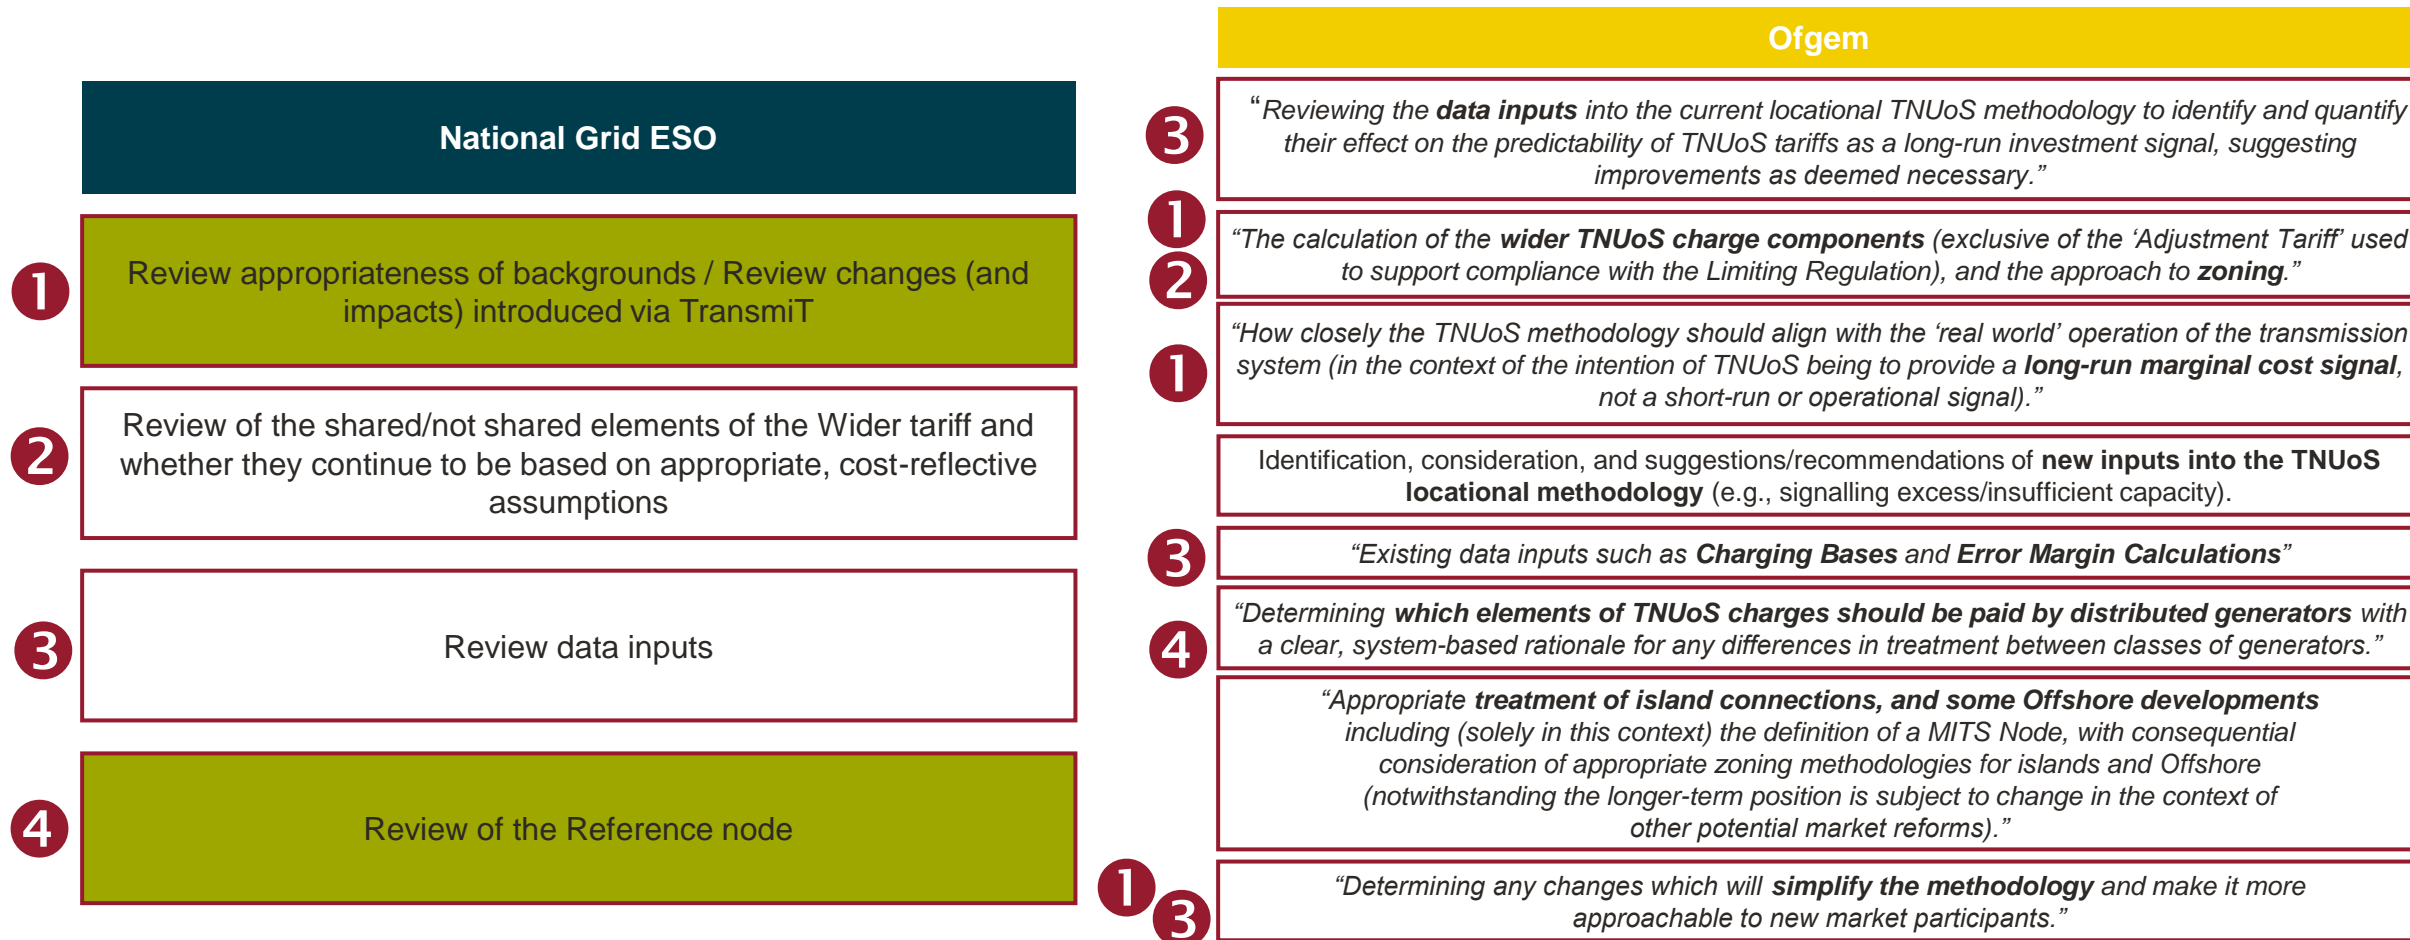 National Grid ESO
1
Review appropriateness of backgrounds / Review changes (and
impacts) introduced via TransmiT
2
Review of the shared/not shared elements of the Wider tariff and
whether they continue to be based on appropriate, cost-reflective
assumptions
3
Review data inputs
4
Review of the Reference node
Ofgem
3
“Reviewing the data inputs into the current locational TNUoS methodology to identify and quantify
their effect on the predictability of TNUoS tariffs as a long-run investment signal, suggesting
improvements as deemed necessary.”
1
2
“The calculation of the wider TNUoS charge components (exclusive of the ‘Adjustment Tariff’ used
to support compliance with the Limiting Regulation), and the approach to zoning.”
1
“How closely the TNUoS methodology should align with the ‘real world’ operation of the transmission
system (in the context of the intention of TNUoS being to provide a long-run marginal cost signal,
not a short-run or operational signal).”
Identification, consideration, and suggestions/recommendations of new inputs into the TNUoS
locational methodology (e.g., signalling excess/insufficient capacity).
3
“Existing data inputs such as Charging Bases and Error Margin Calculations”
4
“Determining which elements of TNUoS charges should be paid by distributed generators with
a clear, system-based rationale for any differences in treatment between classes of generators.”
“Appropriate treatment of island connections, and some Offshore developments
including (solely in this context) the definition of a MITS Node, with consequential
consideration of appropriate zoning methodologies for islands and Offshore
(notwithstanding the longer-term position is subject to change in the context of
other potential market reforms).”
1
3
“Determining any changes which will simplify the methodology and make it more
approachable to new market participants.”